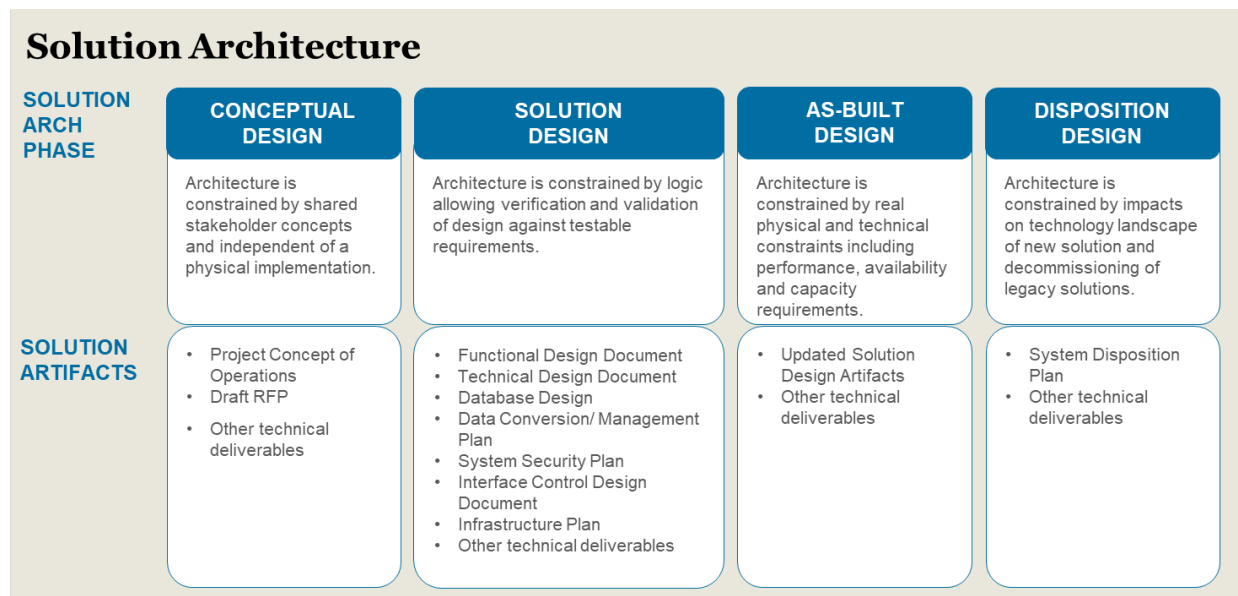 Solution Architecture
SOLUTION
ARCH
PHASE
CONCEPTUAL
DESIGN
Architecture is
constrained by shared
stakeholder concepts
and independent of a
physical implementation.
SOLUTION
DESIGN
Architecture is constrained by logic
allowing verification and validation
of design against testable
requirements.
AS-BUILT
DESIGN
Architecture is
constrained by real
physical and technical
constraints including
performance, availability
and capacity
requirements.
DISPOSITION
DESIGN
Architecture is
constrained by impacts
on technology landscape
of new solution and
decommissioning of
legacy solutions.
SOLUTION
ARTIFACTS
• Project Concept of
Operations
• Draft RFP
• Other technical
deliverables
• Functional Design Document
• Technical Design Document
• Database Design
• Data Conversion/ Management
Plan
• System Security Plan
• Interface Control Design
Document
• Infrastructure Plan
• Other technical deliverables
• Updated Solution
Design Artifacts
• Other technical
deliverables
• System Disposition
Plan
• Other technical
deliverables